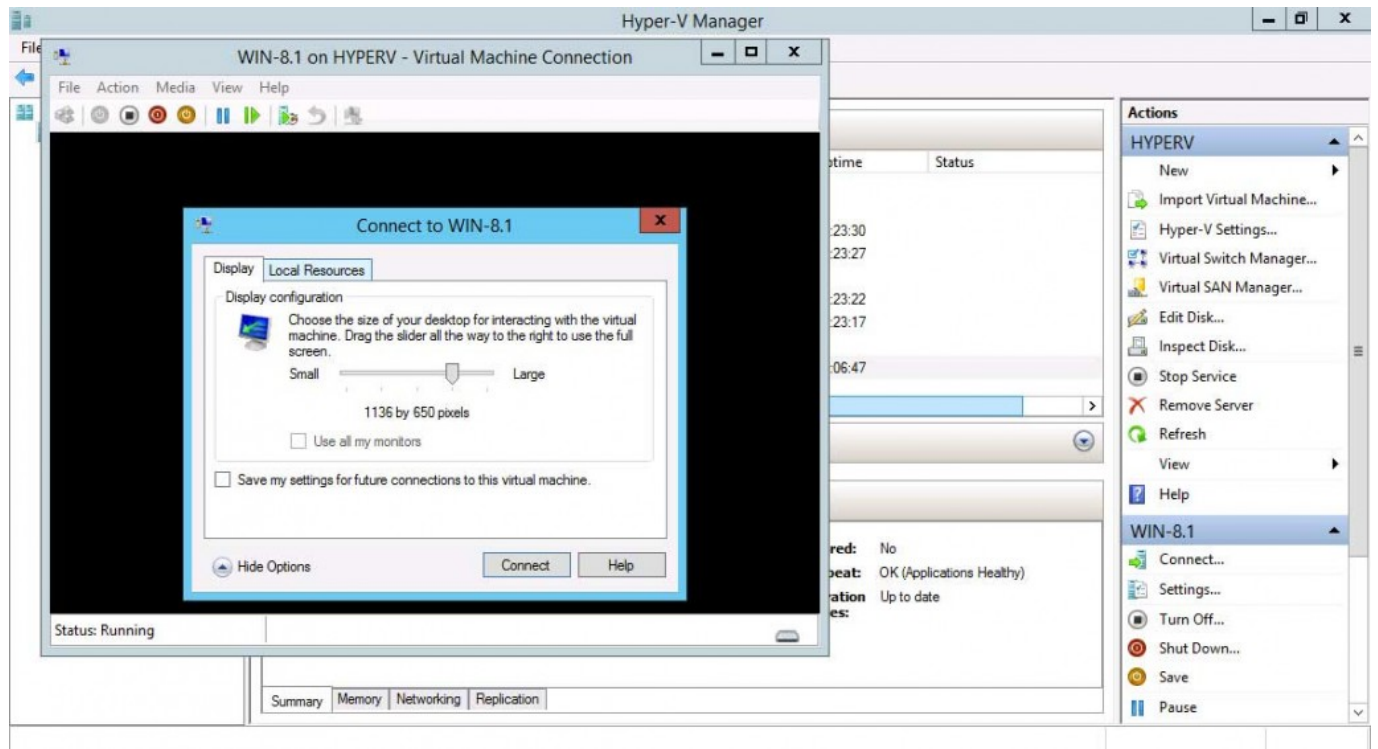 Hyper-V Manager
File
WIN-8.1 on HYPERV - Virtual Machine Connection
File Action Media View Help
Connect to WIN-8.1
Display Local Resources
Display configuration
Choose the size of your desktop for interacting with the virtual
machine. Drag the slider all the way to the right to use the full
screen.
Small Large
1136 by 650 pixels
Use all my monitors
Save my settings for future connections to this virtual machine.
Hide Options Connect Help
Status: Running
ptime Status
:23:30
:23:27
:23:22
:23:17
:06:47
red: No
beat: OK (Applications Healthy)
ration Up to date
es:
Summary Memory Networking Replication
Actions
HYPERV
New
Import Virtual Machine...
Hyper-V Settings...
Virtual Switch Manager...
Virtual SAN Manager...
Edit Disk...
Inspect Disk...
Stop Service
Remove Server
Refresh
View
Help
WIN-8.1
Connect...
Settings...
Turn Off...
Shut Down...
Save
Pause